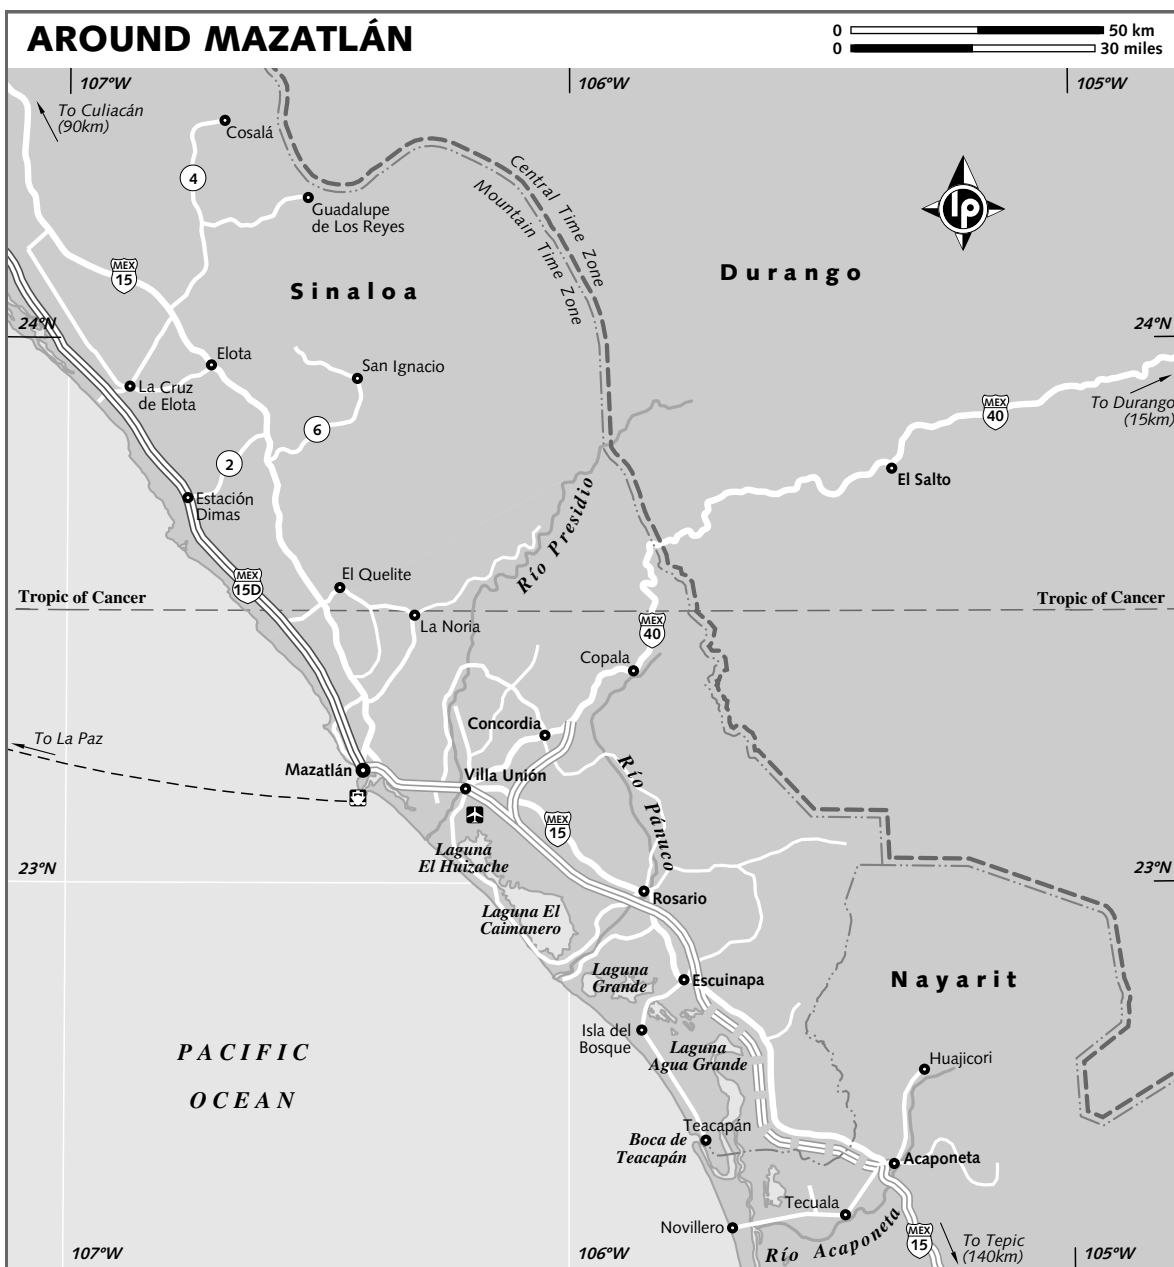 AROUND MAZATLÁN
0 50 km
0 30 miles
107°W
106°W
105°W
To Culiacán
(90km)
Cosalá
4
Guadalupe
de Los Reyes
Central Time Zone
Mountain Time Zone
lp
MEX
15
Sinaloa
Durango
24°N
24°N
Elota
San Ignacio
La Cruz
de Elota
MEX
40
To Durango
(15km)
6
2
El Salto
Estación
Dimas
Río Presidio
MEX
15D
El Quelite
Tropic of Cancer
Tropic of Cancer
La Noria
MEX
40
Copala
Concordia
To La Paz
Mazatlán
Villa Unión
Río Pánuco
MEX
15
Laguna
El Huizache
23°N
23°N
Rosario
Laguna El
Caimanero
Laguna
Grande
Escuinapa
Nayarit
Isla del
Bosque
Laguna
Agua Grande
PACIFIC
OCEAN
Huajicori
Teacapán
Boca de
Teacapán
Acaponeta
Tecuala
Novillero
Río Acaponeta
MEX
15
To Tepic
(140km)
107°W
106°W
105°W